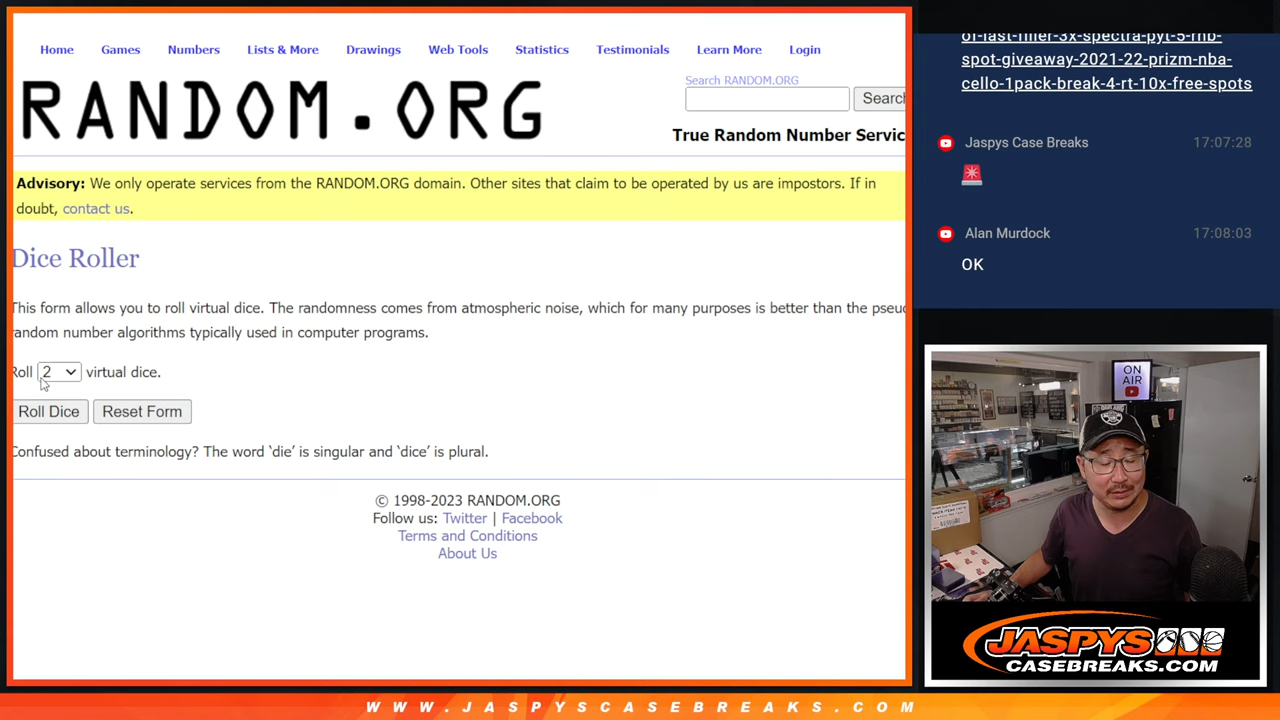 Home Games Numbers Lists & More Drawings Web Tools Statistics Testimonials Learn More Login
Search RANDOM.ORG
RANDOM.ORG
Search
True Random Number Servic
Advisory: We only operate services from the RANDOM.ORG domain. Other sites that claim to be operated by us are impostors. If in
doubt, contact us.
Dice Roller
This form allows you to roll virtual dice. The randomness comes from atmospheric noise, which for many purposes is better than the pseudo
random number algorithms typically used in computer programs.
Roll 2 virtual dice.
Roll Dice Reset Form
Confused about terminology? The word ‘die’ is singular and ‘dice’ is plural.
© 1998-2023 RANDOM.ORG
Follow us: Twitter | Facebook
Terms and Conditions
About Us
of-last-filler-3x-spectra-pyt-5-rnb-
spot-giveaway-2021-22-prizm-nba-
cello-1pack-break-4-rt-10x-free-spots
Jaspys Case Breaks 17:07:28
Alan Murdock 17:08:03
OK
ON
AIR
JASPYS
CASEBREAKS.COM
WWW.JASPYSCASEBREAKS.COM